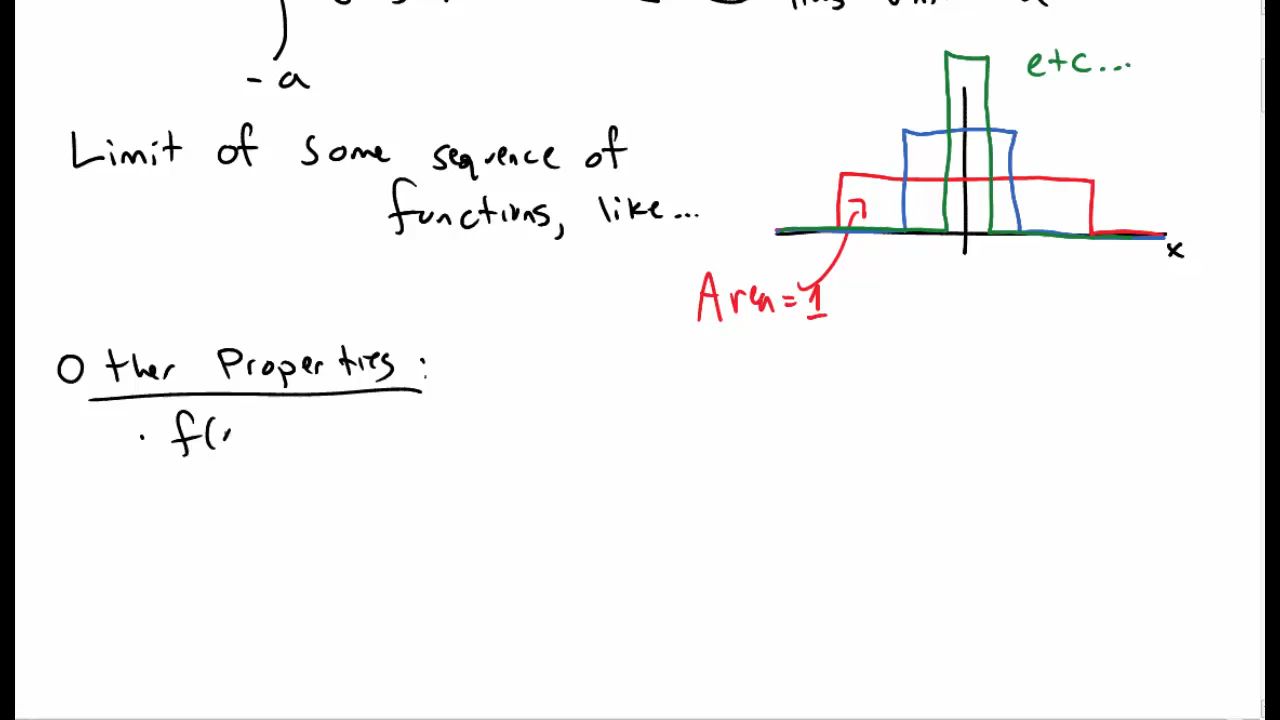 - a
etc...
Limit of some sequence of
functions, like...
x
Area = 1
Other Properties:
· f(